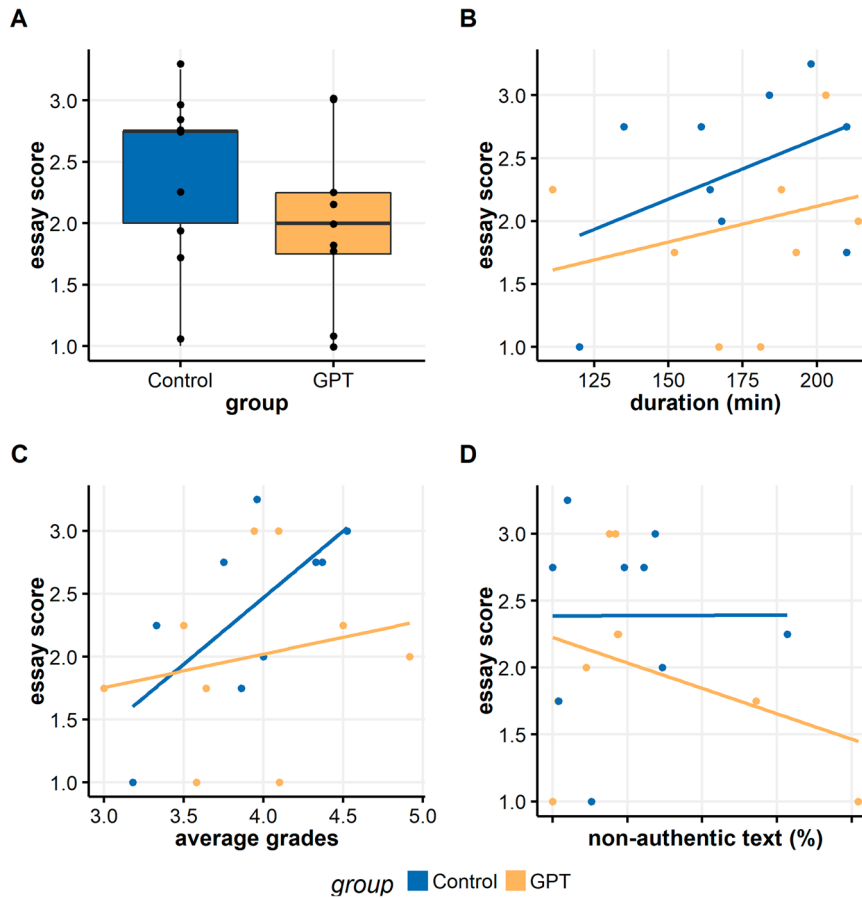 A
essay score
3.0
2.5
2.0
1.5
1.0
Control GPT
group
B
essay score
3.0
2.5
2.0
1.5
1.0
125 150 175 200
duration (min)
C
essay score
3.0
2.5
2.0
1.5
1.0
3.0 3.5 4.0 4.5 5.0
average grades
D
essay score
3.0
2.5
2.0
1.5
1.0
non-authentic text (%)
group Control GPT